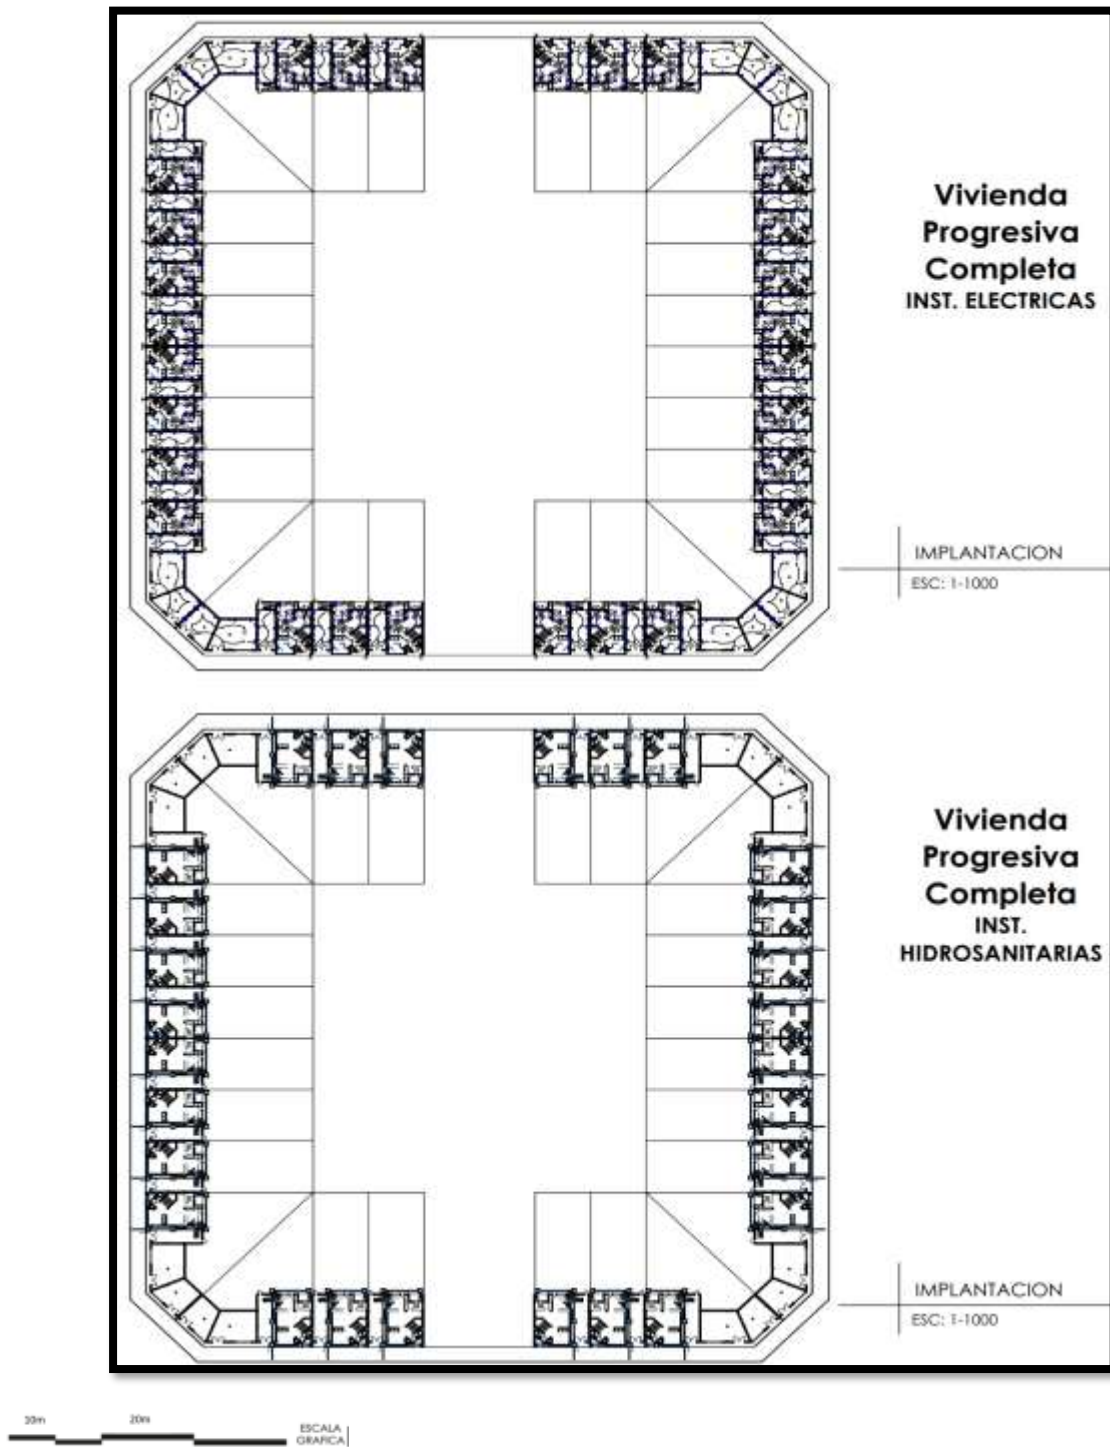 Vivienda
Progresiva
Completa
INST. ELECTRICAS
IMPLANTACION
ESC: 1-1000
Vivienda
Progresiva
Completa
INST.
HIDROSANITARIAS
IMPLANTACION
ESC: 1-1000
20m
ESCALA
GRAFICA